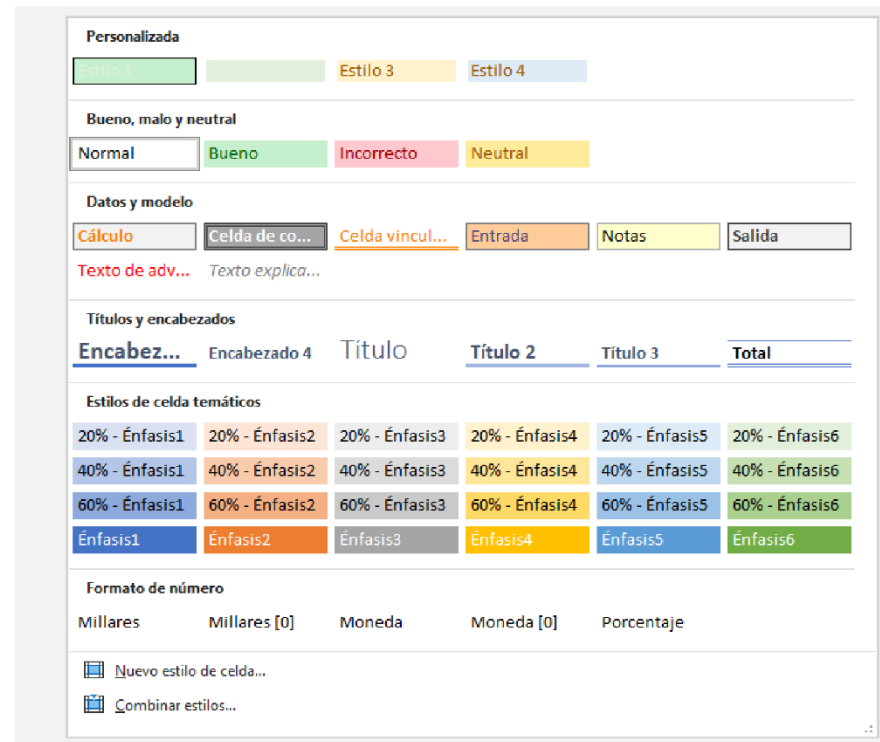 Personalizada
Estilo 1 Estilo 3 Estilo 4
Bueno, malo y neutral
Normal Bueno Incorrecto Neutral
Datos y modelo
Cálculo Celda de co... Celda vincul... Entrada Notas Salida
Texto de adv... Texto explica...
Títulos y encabezados
Encabez... Encabezado 4 Título Título 2 Título 3 Total
Estilos de celda temáticos
20% - Énfasis1 20% - Énfasis2 20% - Énfasis3 20% - Énfasis4 20% - Énfasis5 20% - Énfasis6
40% - Énfasis1 40% - Énfasis2 40% - Énfasis3 40% - Énfasis4 40% - Énfasis5 40% - Énfasis6
60% - Énfasis1 60% - Énfasis2 60% - Énfasis3 60% - Énfasis4 60% - Énfasis5 60% - Énfasis6
Énfasis1 Énfasis2 Énfasis3 Énfasis4 Énfasis5 Énfasis6
Formato de número
Millares Millares [0] Moneda Moneda [0] Porcentaje
Nuevo estilo de celda...
Combinar estilos...